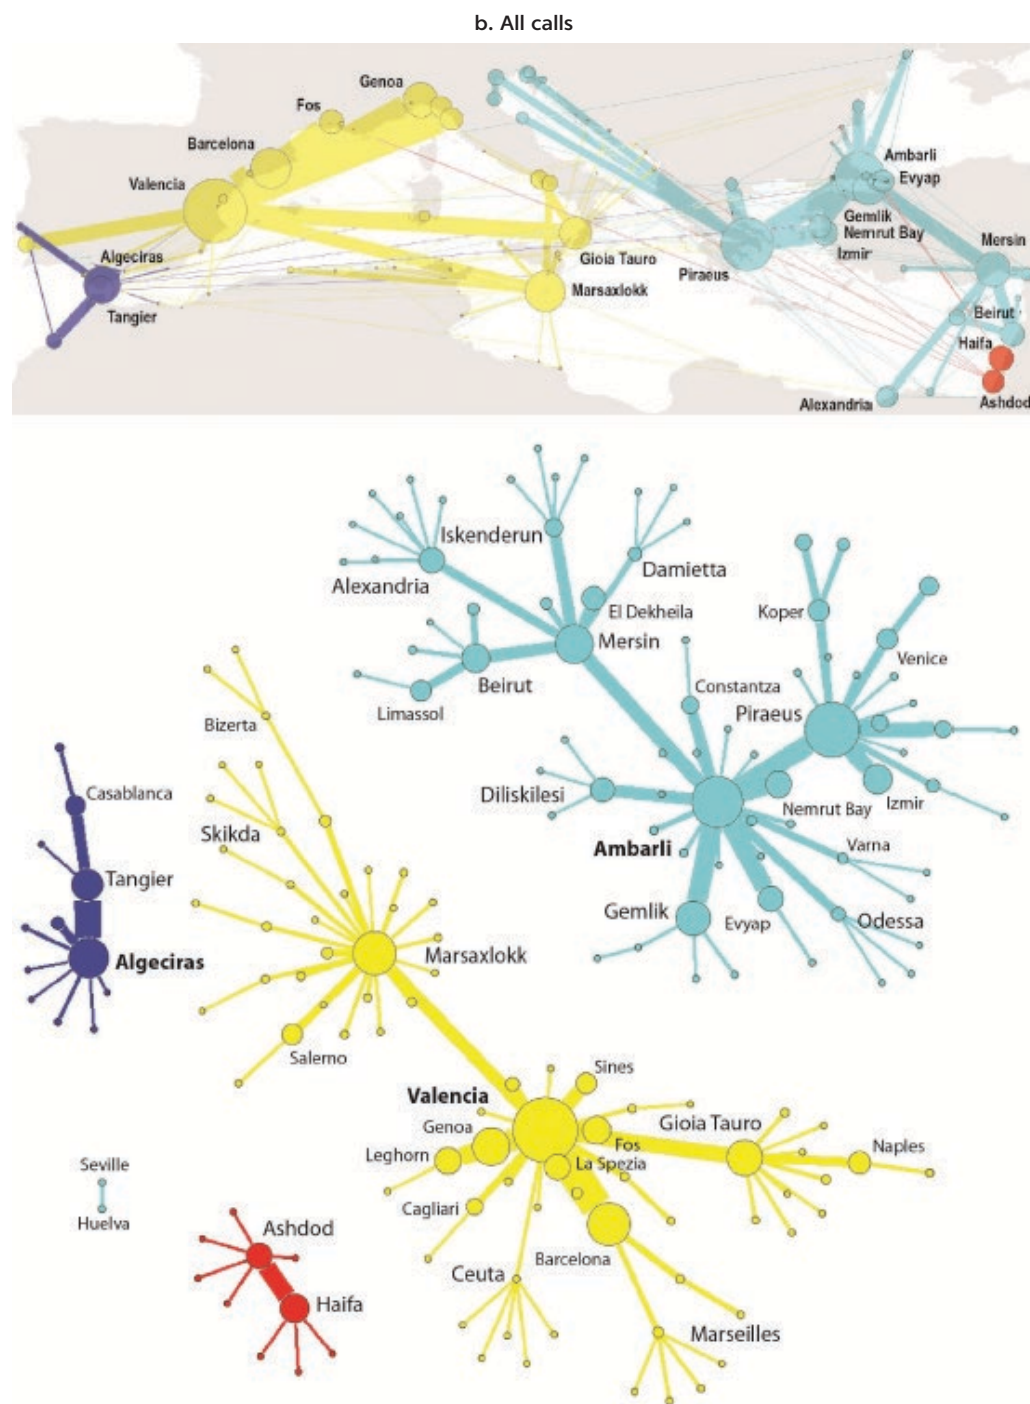 b. All calls
Genoa
Fos
Barcelona
Valencia
Algeciras
Tangier
Gioia Tauro
Marsaxlokk
Piraeus
Ambarli
Evyap
Gemlik
Nemrut Bay
Izmir
Mersin
Beirut
Haifa
Ashdod
Alexandria
Iskenderun
Alexandria
Damietta
El Dekheila
Mersin
Koper
Venice
Beirut
Limassol
Constantza
Piraeus
Bizerta
Diliskilesi
Nemrut Bay
Izmir
Casablanca
Skikda
Ambarli
Varna
Tangier
Gemlik
Evyap
Odessa
Algeciras
Marsaxlokk
Salerno
Sines
Valencia
Genoa
Gioia Tauro
Fos
Leghorn
La Spezia
Naples
Seville
Cagliari
Huelva
Ashdod
Barcelona
Ceuta
Haifa
Marseilles